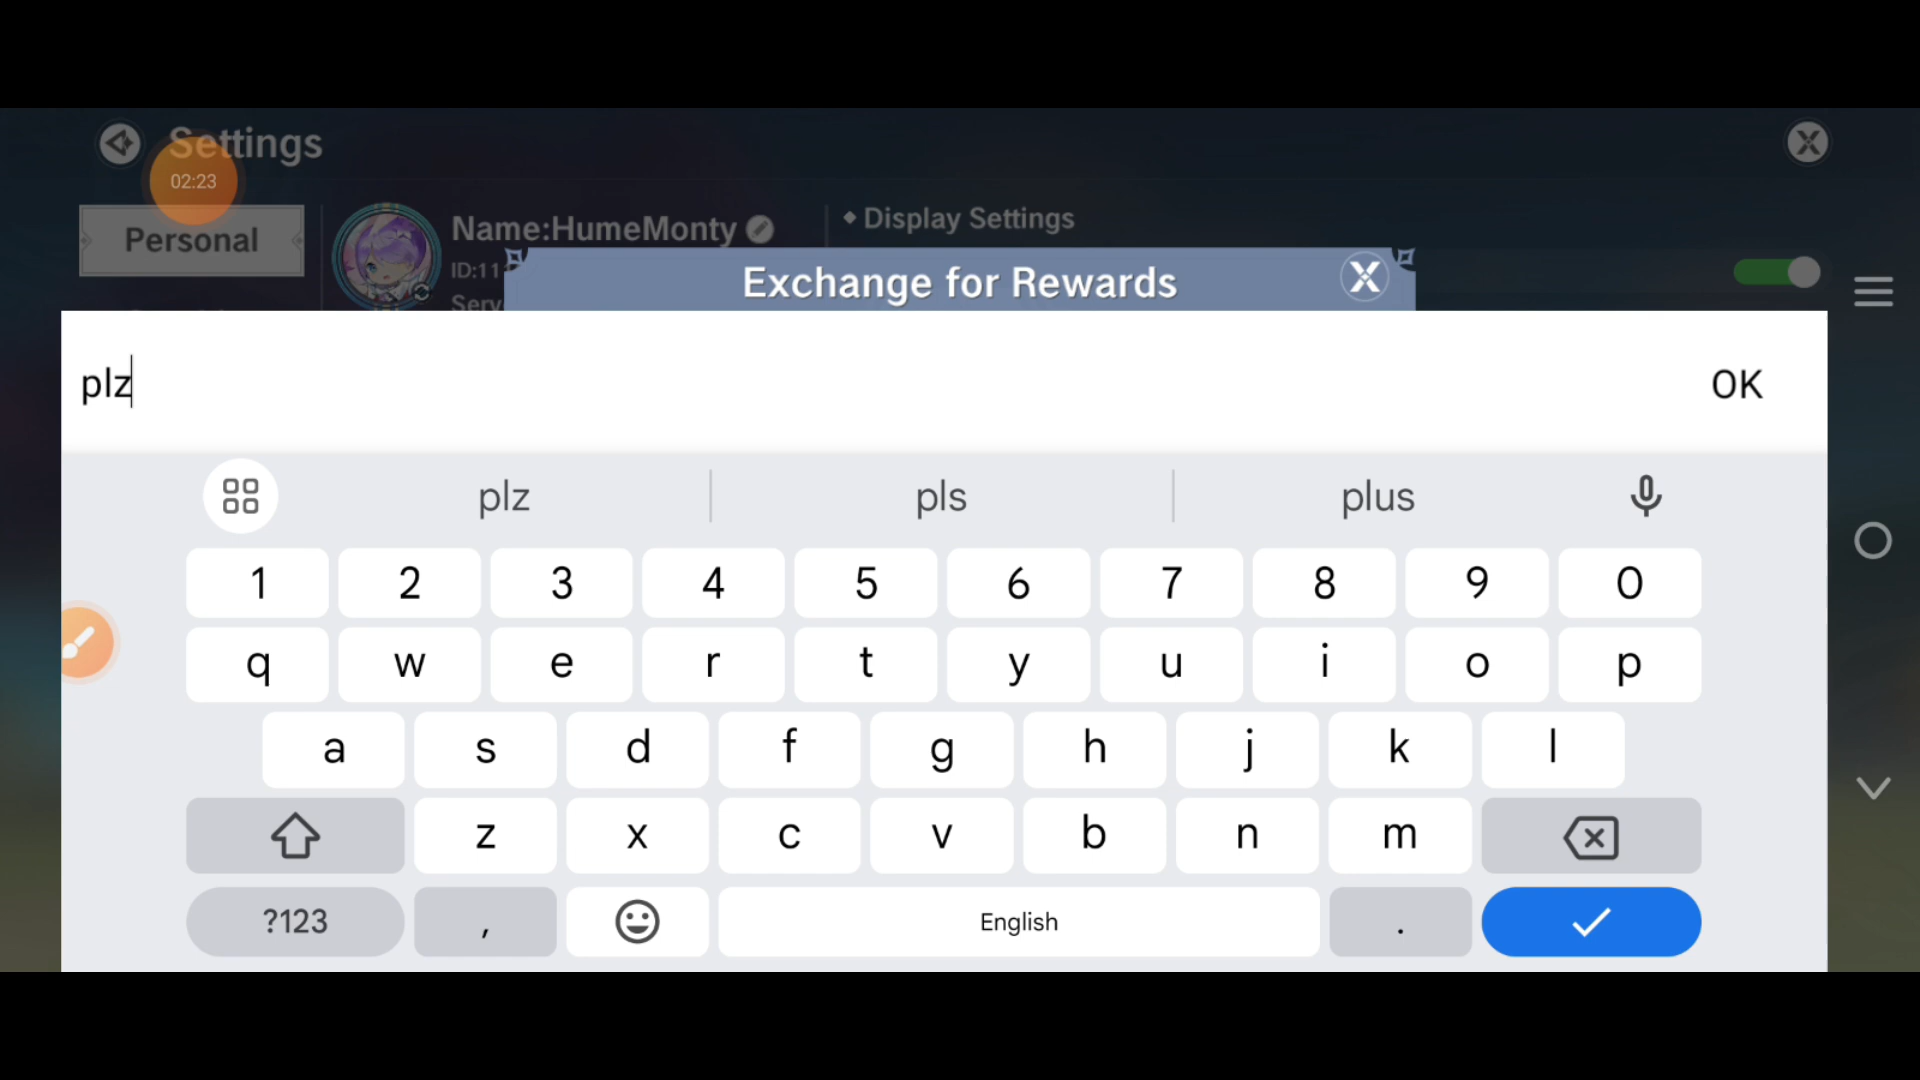 Settings
02:23
Personal
Name:HumeMonty
ID:11
Serv
Display Settings
Exchange for Rewards
plz
OK
plz pls plus
1 2 3 4 5 6 7 8 9 0
q w e r t y u i o p
a s d f g h j k l
z x c v b n m
?123 , English .